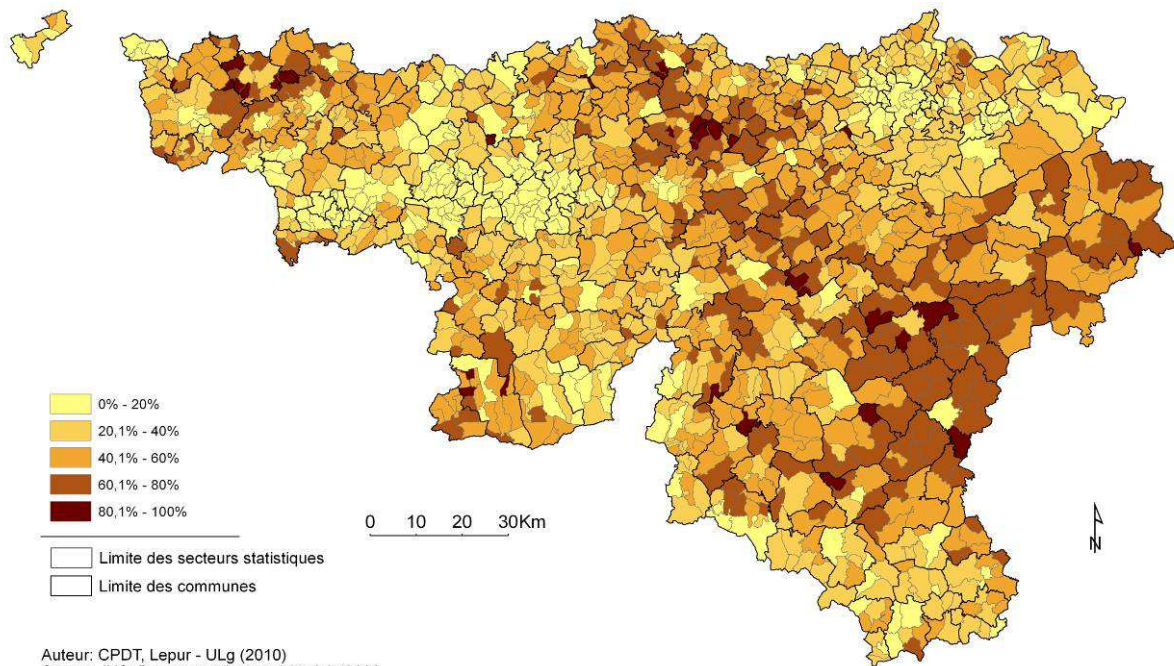 0% - 20%
20,1% - 40%
40,1% - 60%
60,1% - 80%
80,1% - 100%
0 10 20 30Km
N
Limite des secteurs statistiques
Limite des communes
Auteur: CPDT, Lepur - ULg (2010)